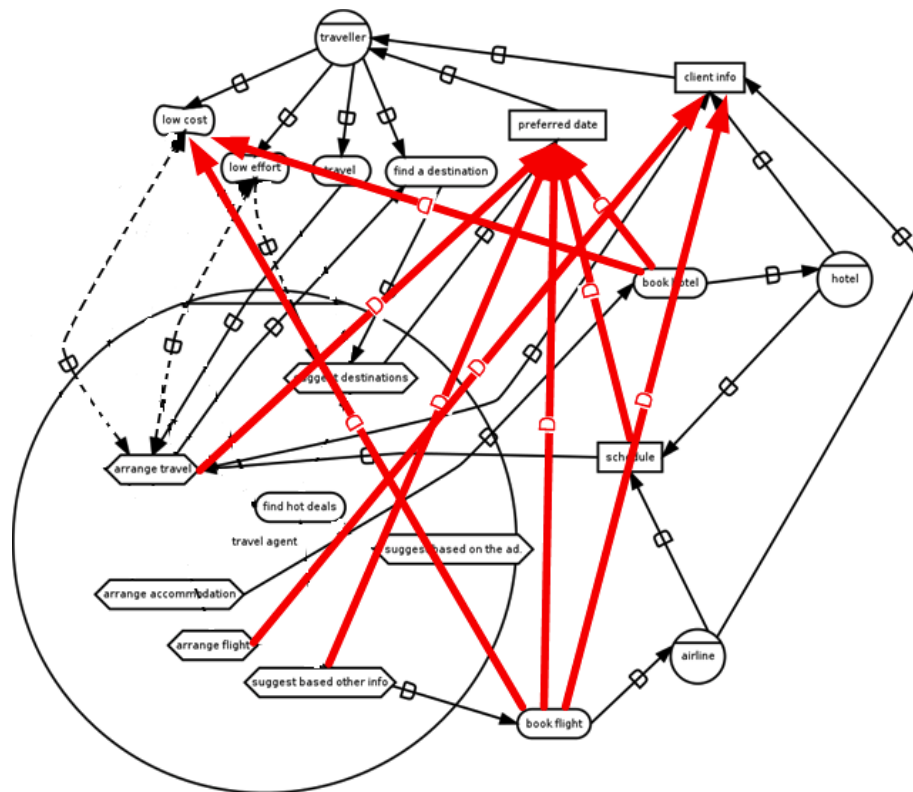 traveller
client info
low cost
preferred date
low effort
travel
find a destination
book hotel
hotel
suggest destinations
arrange travel
schedule
find hot deals
travel agent
suggest based on the ad.
arrange accommodation
arrange flight
airline
suggest based other info
book flight